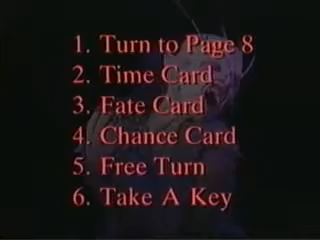 1. Turn to Page 8
2. Time Card
3. Fate Card
4. Chance Card
5. Free Turn
6. Take A Key